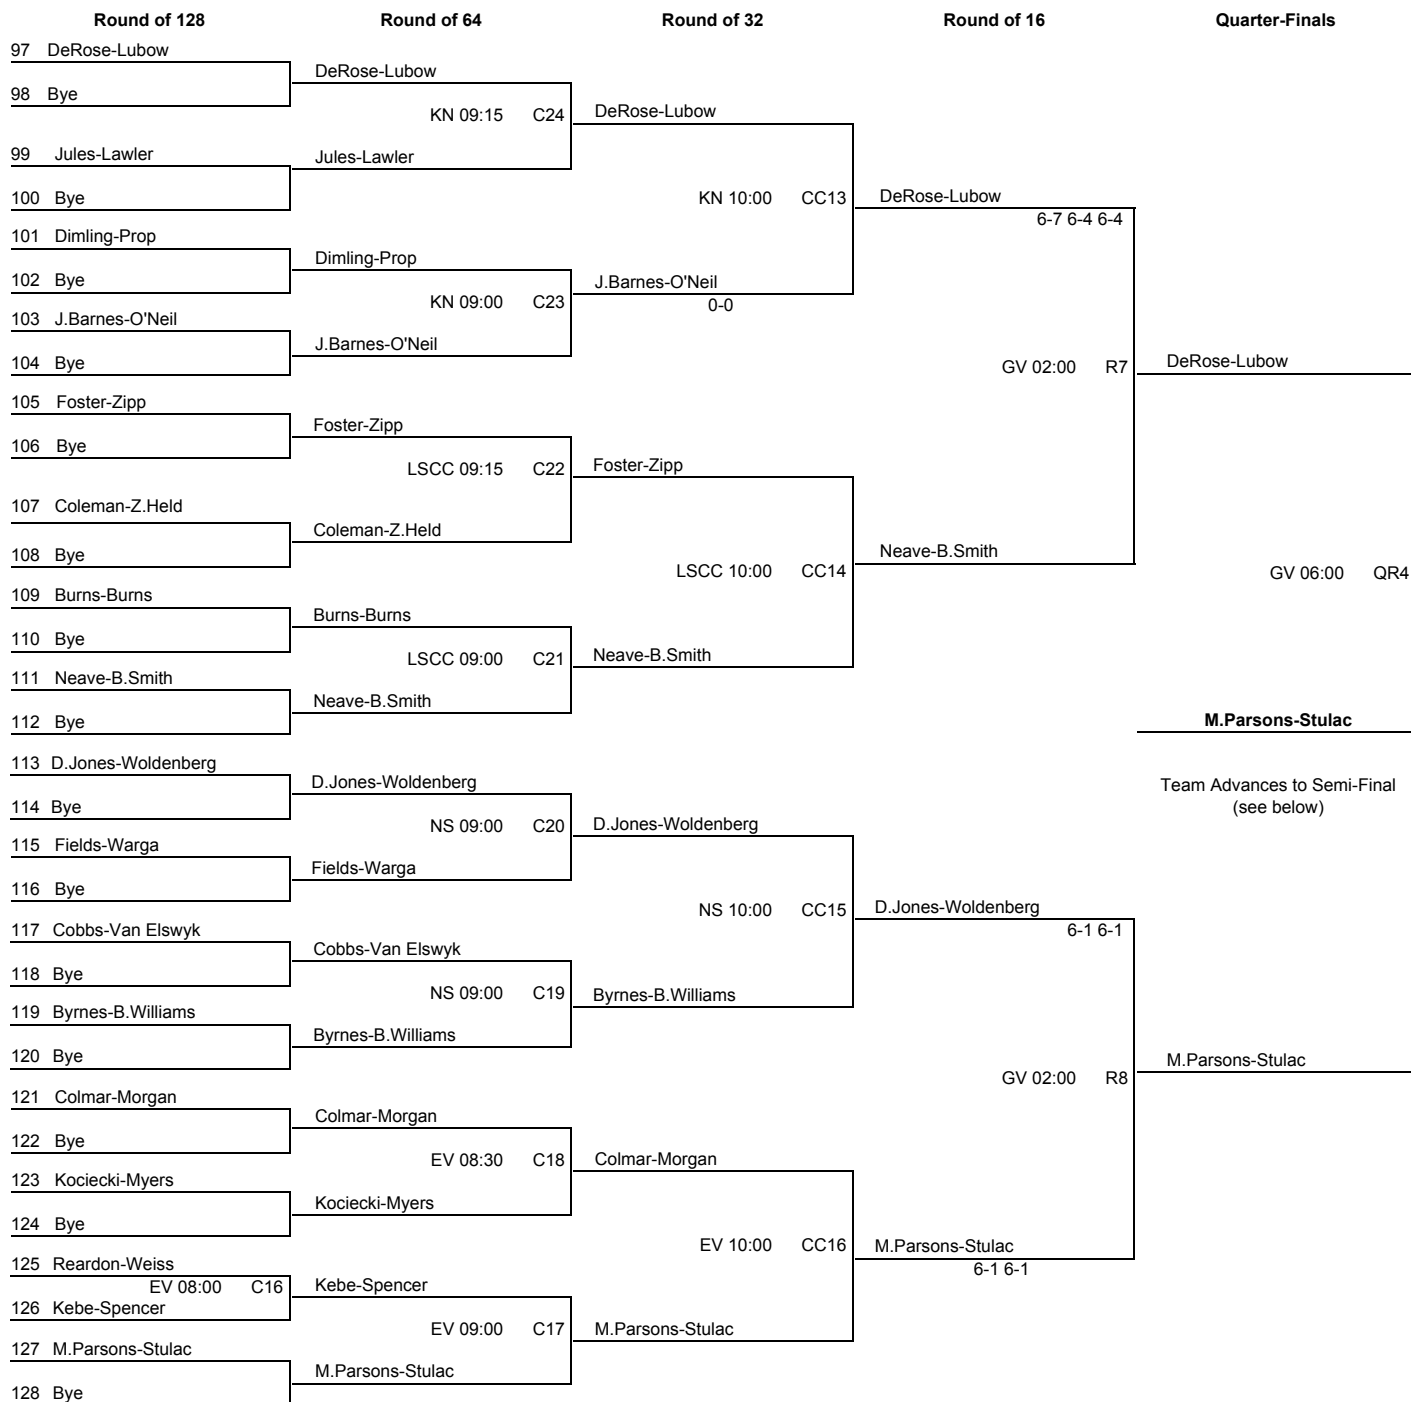 Round of 128 Round of 64 Round of 32 Round of 16 Quarter-Finals
97 DeRose-Lubow
DeRose-Lubow
98 Bye
KN 09:15 C24 DeRose-Lubow
99 Jules-Lawler
Jules-Lawler
100 Bye
KN 10:00 CC13 DeRose-Lubow
6-7 6-4 6-4
101 Dimling-Prop
Dimling-Prop
102 Bye
J.Barnes-O'Neil
KN 09:00 C23
0-0
103 J.Barnes-O'Neil
J.Barnes-O'Neil
104 Bye
GV 02:00 R7 DeRose-Lubow
105 Foster-Zipp
Foster-Zipp
106 Bye
LSCC 09:15 C22 Foster-Zipp
107 Coleman-Z.Held
Coleman-Z.Held
108 Bye
Neave-B.Smith
LSCC 10:00 CC14
GV 06:00 QR4
109 Burns-Burns
Burns-Burns
110 Bye
LSCC 09:00 C21 Neave-B.Smith
111 Neave-B.Smith
Neave-B.Smith
112 Bye
M.Parsons-Stulac
113 D.Jones-Woldenberg
D.Jones-Woldenberg
Team Advances to Semi-Final
114 Bye
(see below)
NS 09:00 C20 D.Jones-Woldenberg
115 Fields-Warga
Fields-Warga
116 Bye
NS 10:00 CC15 D.Jones-Woldenberg
6-1 6-1
117 Cobbs-Van Elswyk
Cobbs-Van Elswyk
118 Bye
NS 09:00 C19 Byrnes-B.Williams
119 Byrnes-B.Williams
Byrnes-B.Williams
120 Bye
M.Parsons-Stulac
GV 02:00 R8
121 Colmar-Morgan
Colmar-Morgan
122 Bye
EV 08:30 C18 Colmar-Morgan
123 Kociecki-Myers
Kociecki-Myers
124 Bye
EV 10:00 CC16 M.Parsons-Stulac
6-1 6-1
125 Reardon-Weiss
EV 08:00 C16 Kebe-Spencer
126 Kebe-Spencer
EV 09:00 C17 M.Parsons-Stulac
127 M.Parsons-Stulac
M.Parsons-Stulac
128 Bye